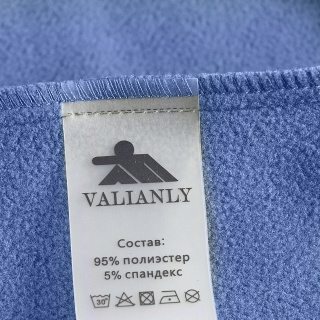 VALIANLY
Состав:
95% полиэстер
5% спандекс
30°